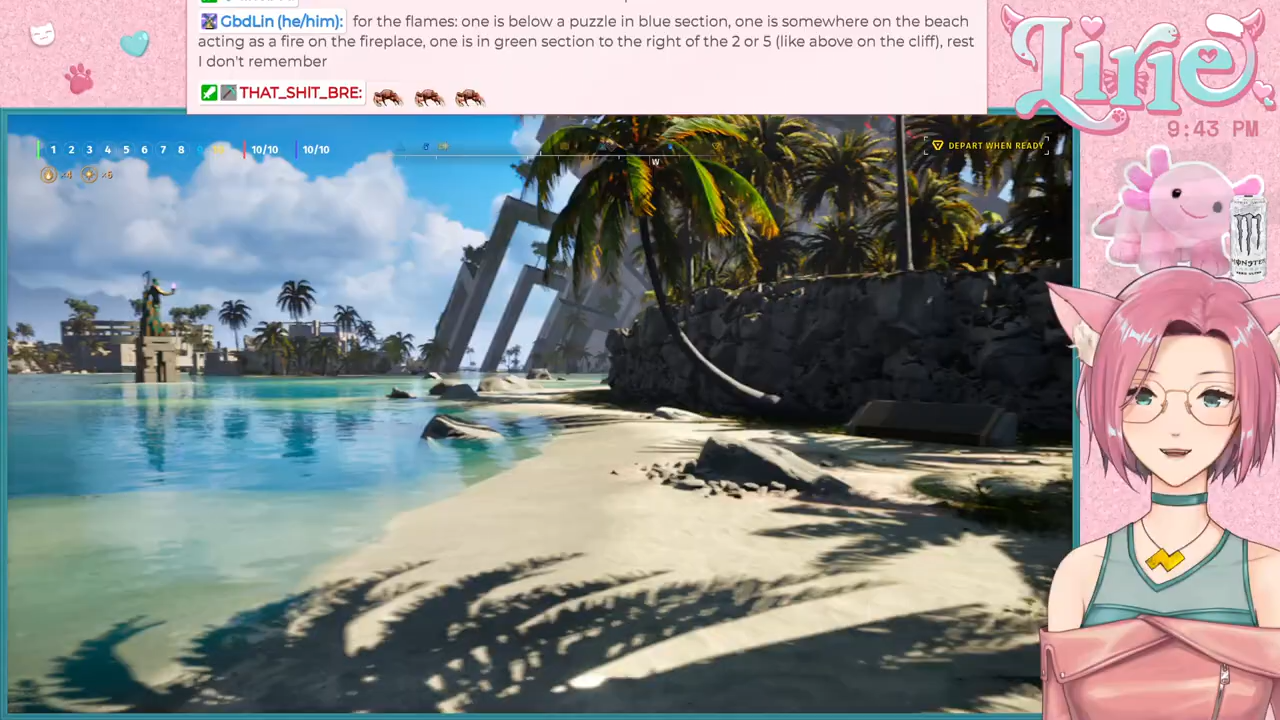 GbdLin (he/him): for the flames: one is below a puzzle in blue section, one is somewhere on the beach
acting as a fire on the fireplace, one is in green section to the right of the 2 or 5 (like above on the cliff), rest
I don't remember
THAT_SHIT_BRE:
Lirie
9:43 PM
1 2 3 4 5 6 7 8 9 10 10/10 10/10
W
DEPART WHEN READY
×4 ×6
MONSTER